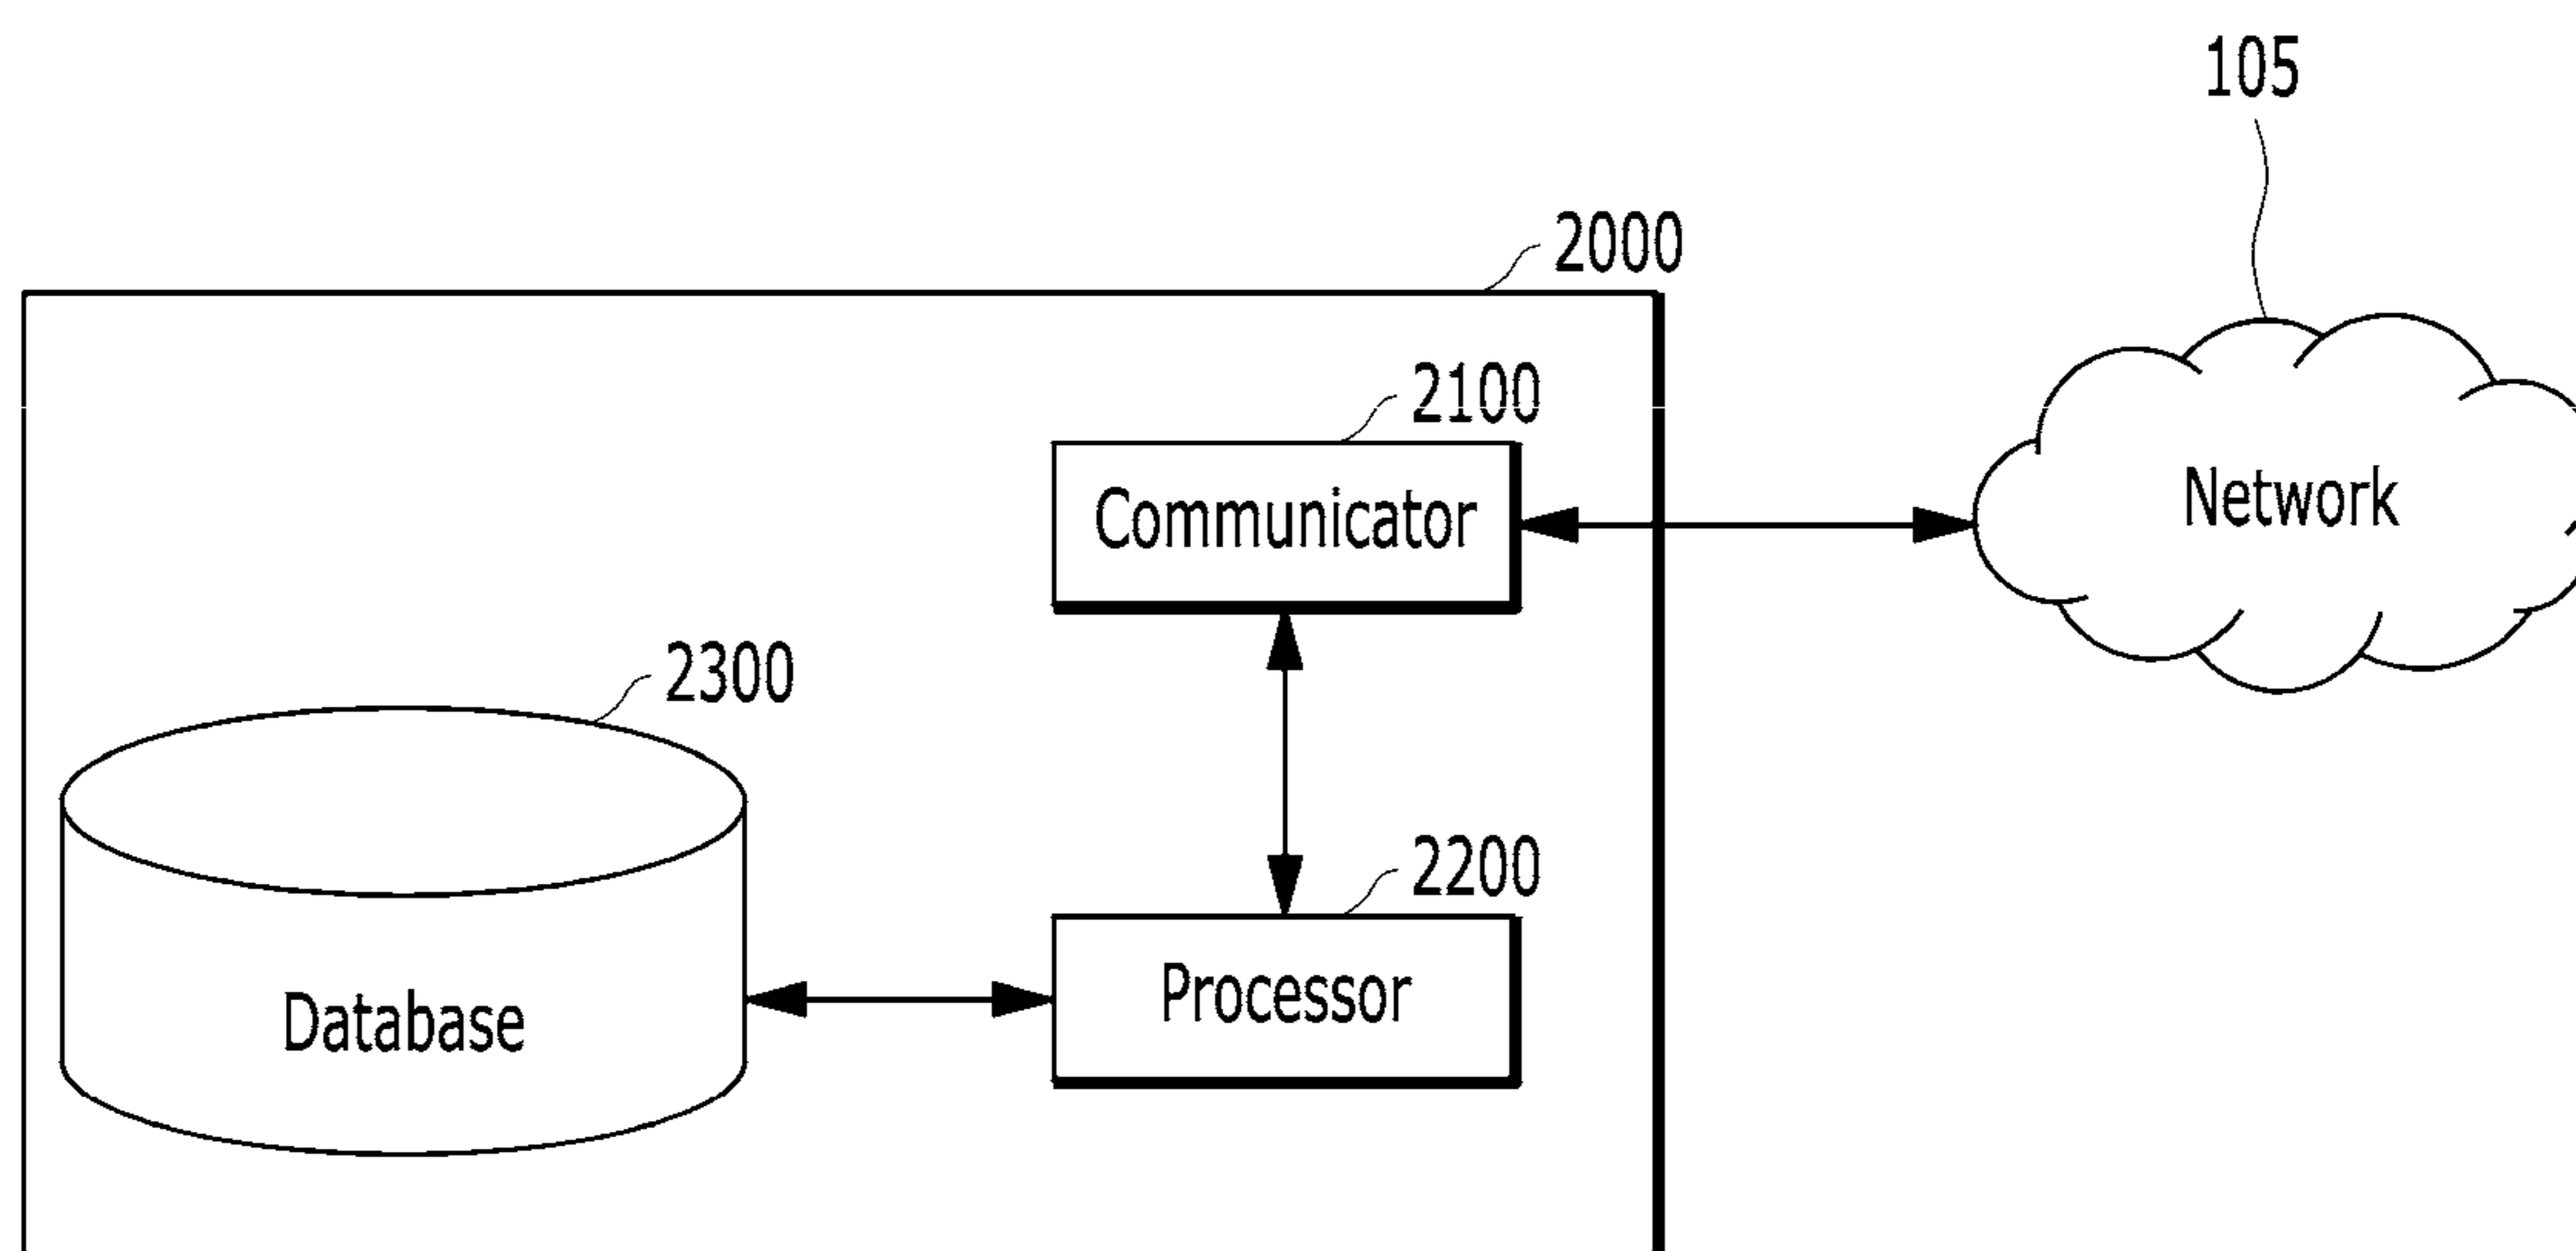 105
2000
2100
Communicator
Network
2300
2200
Processor
Database